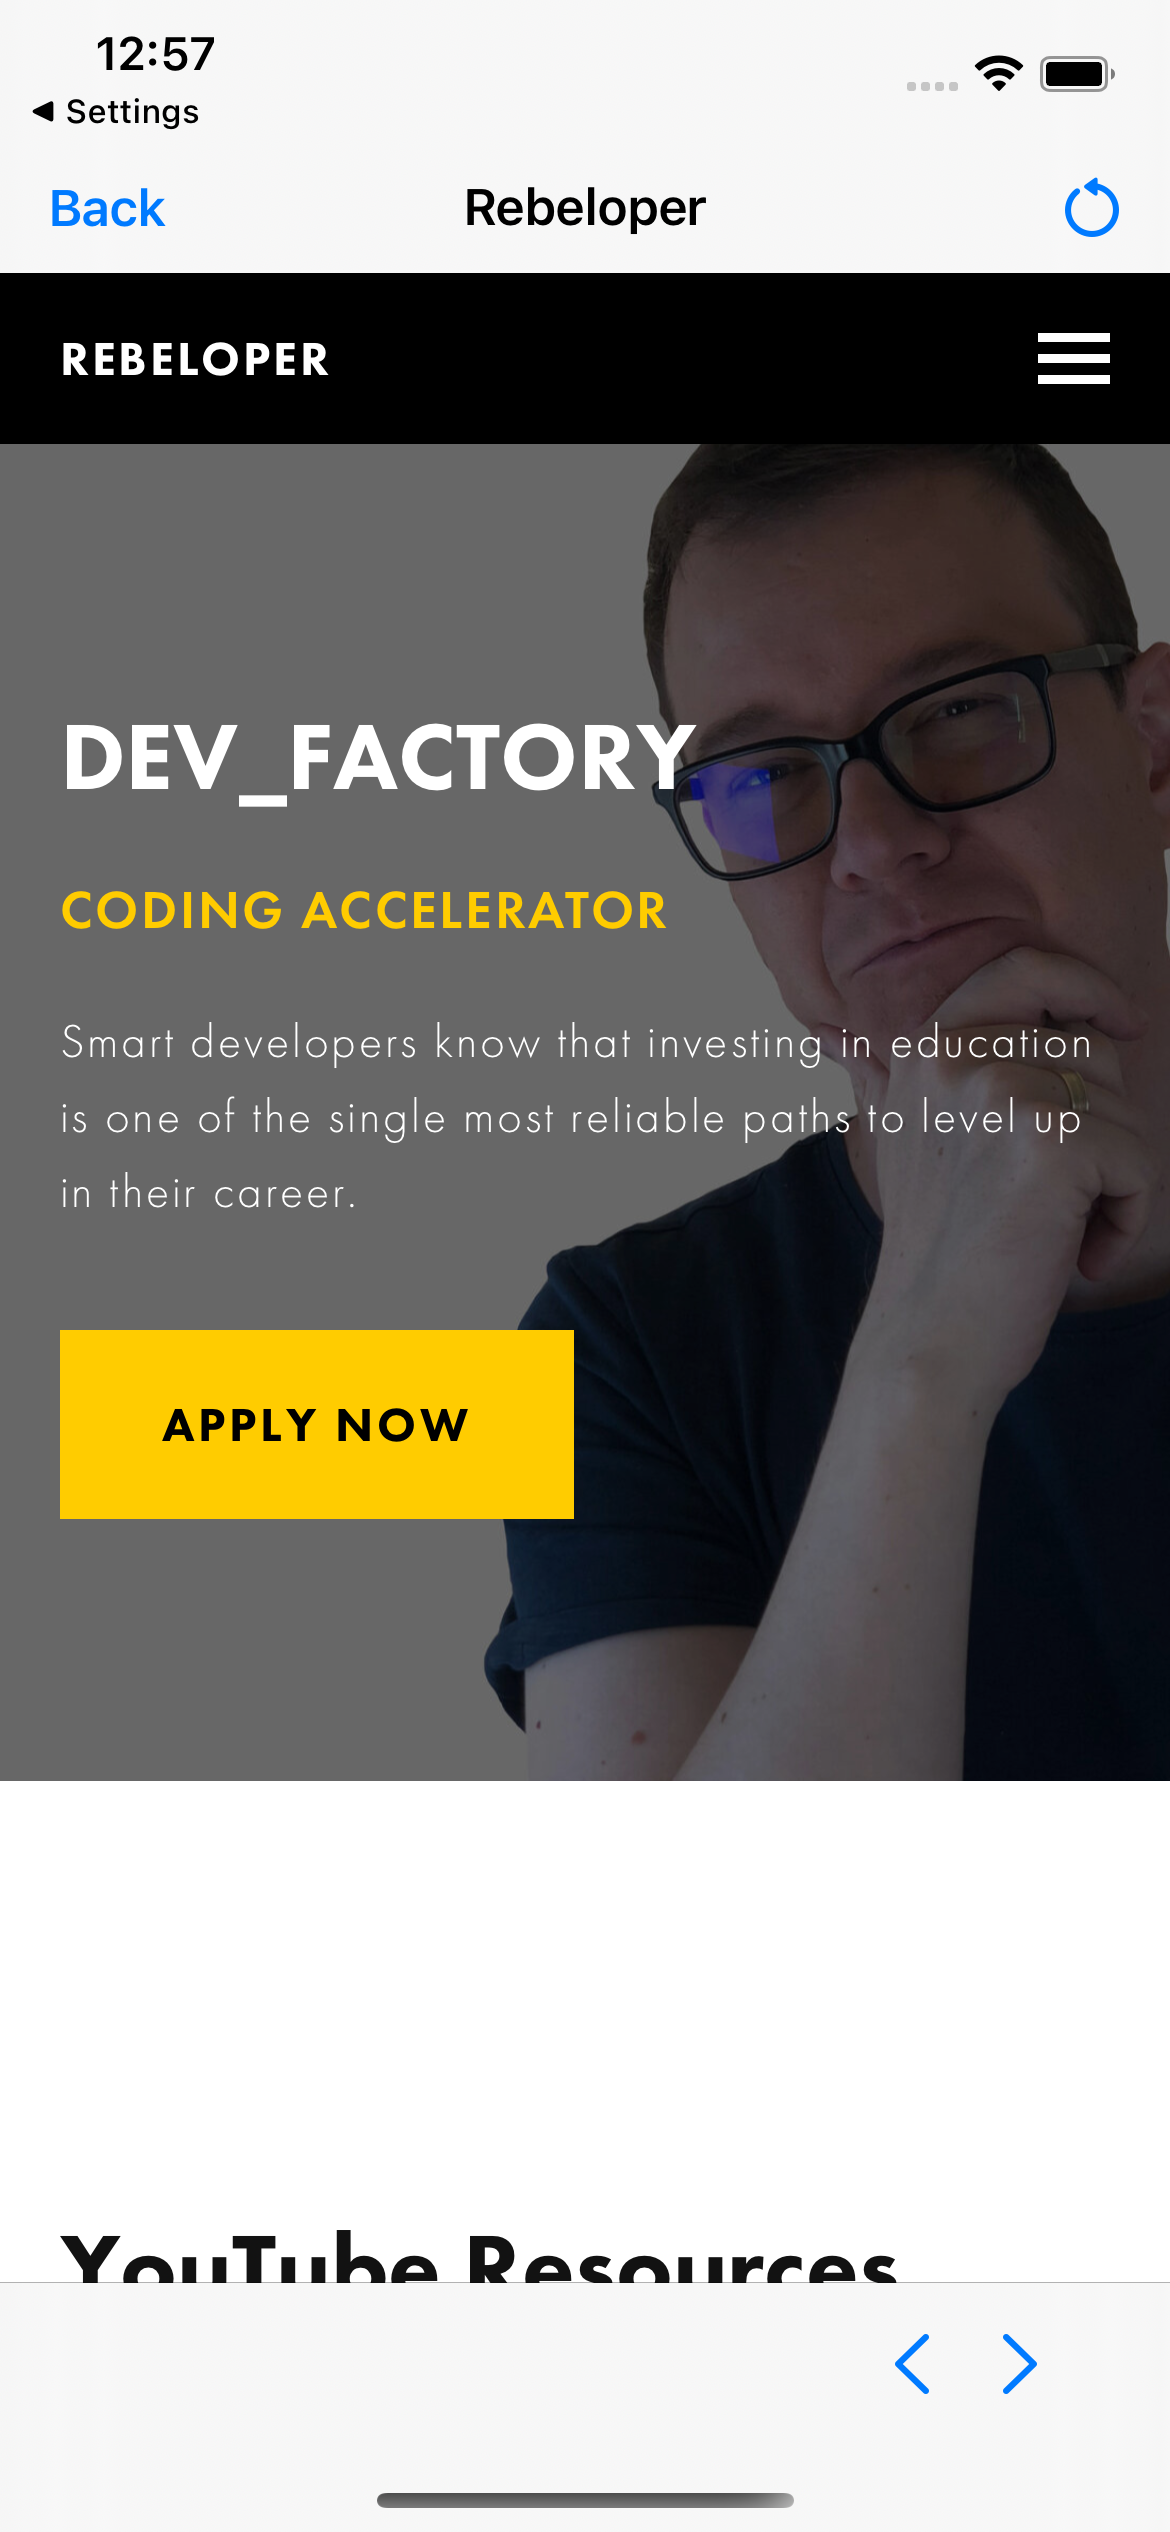 12:57
◀ Settings
Back
Rebeloper
REBELOPER
DEV_FACTORY
CODING ACCELERATOR
Smart developers know that investing in education
is one of the single most reliable paths to level up
in their career.
APPLY NOW
YouTube Resources